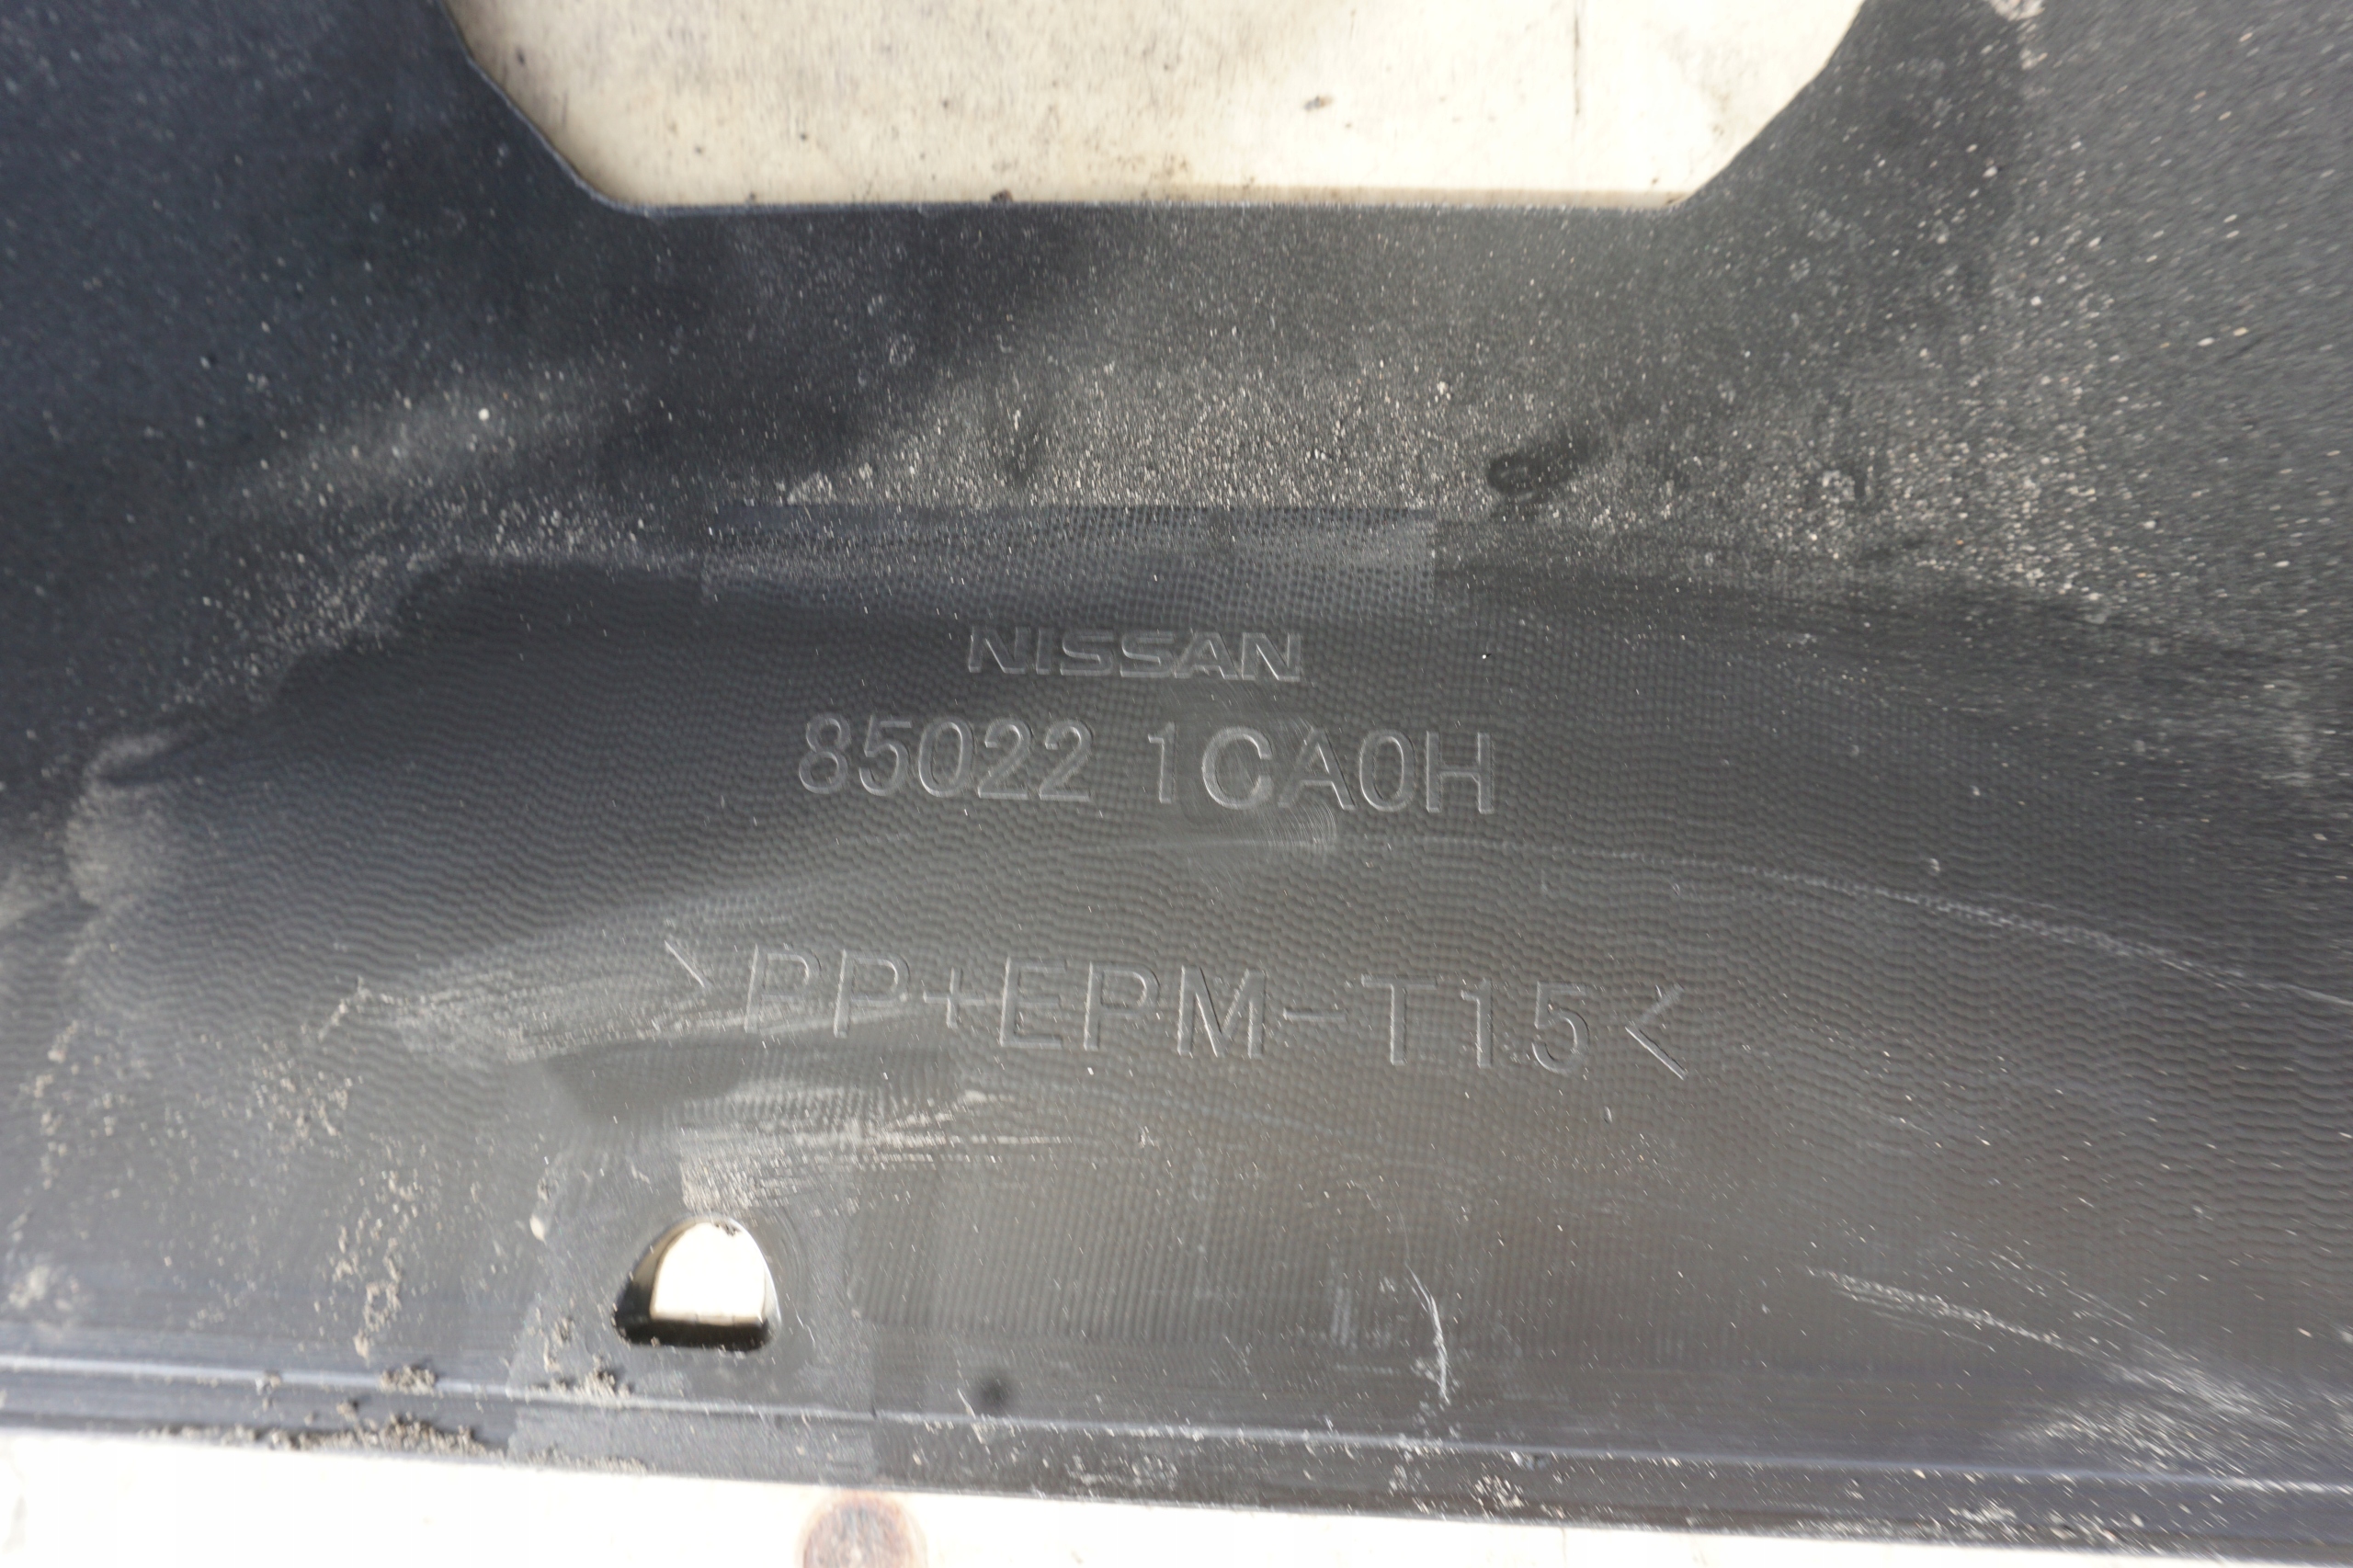 NISSAN
85022 1CA0H
>PP+EPM-T15<